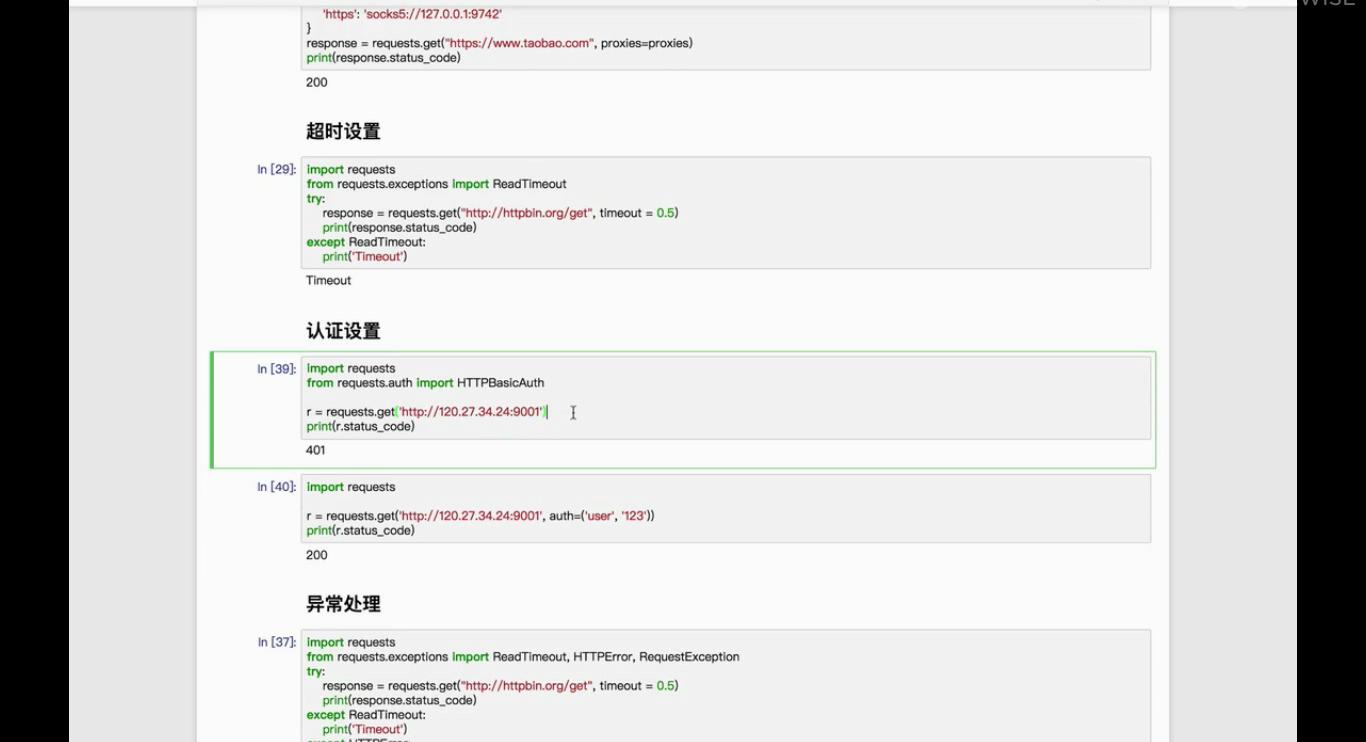 WISE
'https': 'socks5://127.0.0.1:9742'
}
response = requests.get("https://www.taobao.com", proxies=proxies)
print(response.status_code)
200
超时设置
In [29]:
import requests
from requests.exceptions import ReadTimeout
try:
response = requests.get("http://httpbin.org/get", timeout = 0.5)
print(response.status_code)
except ReadTimeout:
print('Timeout')
Timeout
认证设置
In [39]:
import requests
from requests.auth import HTTPBasicAuth
r = requests.get('http://120.27.34.24:9001')
print(r.status_code)
401
In [40]:
import requests
r = requests.get('http://120.27.34.24:9001', auth=('user', '123'))
print(r.status_code)
200
异常处理
In [37]:
import requests
from requests.exceptions import ReadTimeout, HTTPError, RequestException
try:
response = requests.get("http://httpbin.org/get", timeout = 0.5)
print(response.status_code)
except ReadTimeout:
print('Timeout')
except HTTPError: